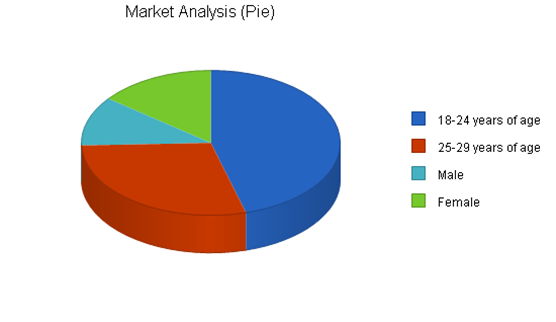 Market Analysis (Pie)
18-24 years of age
25-29 years of age
Male
Female